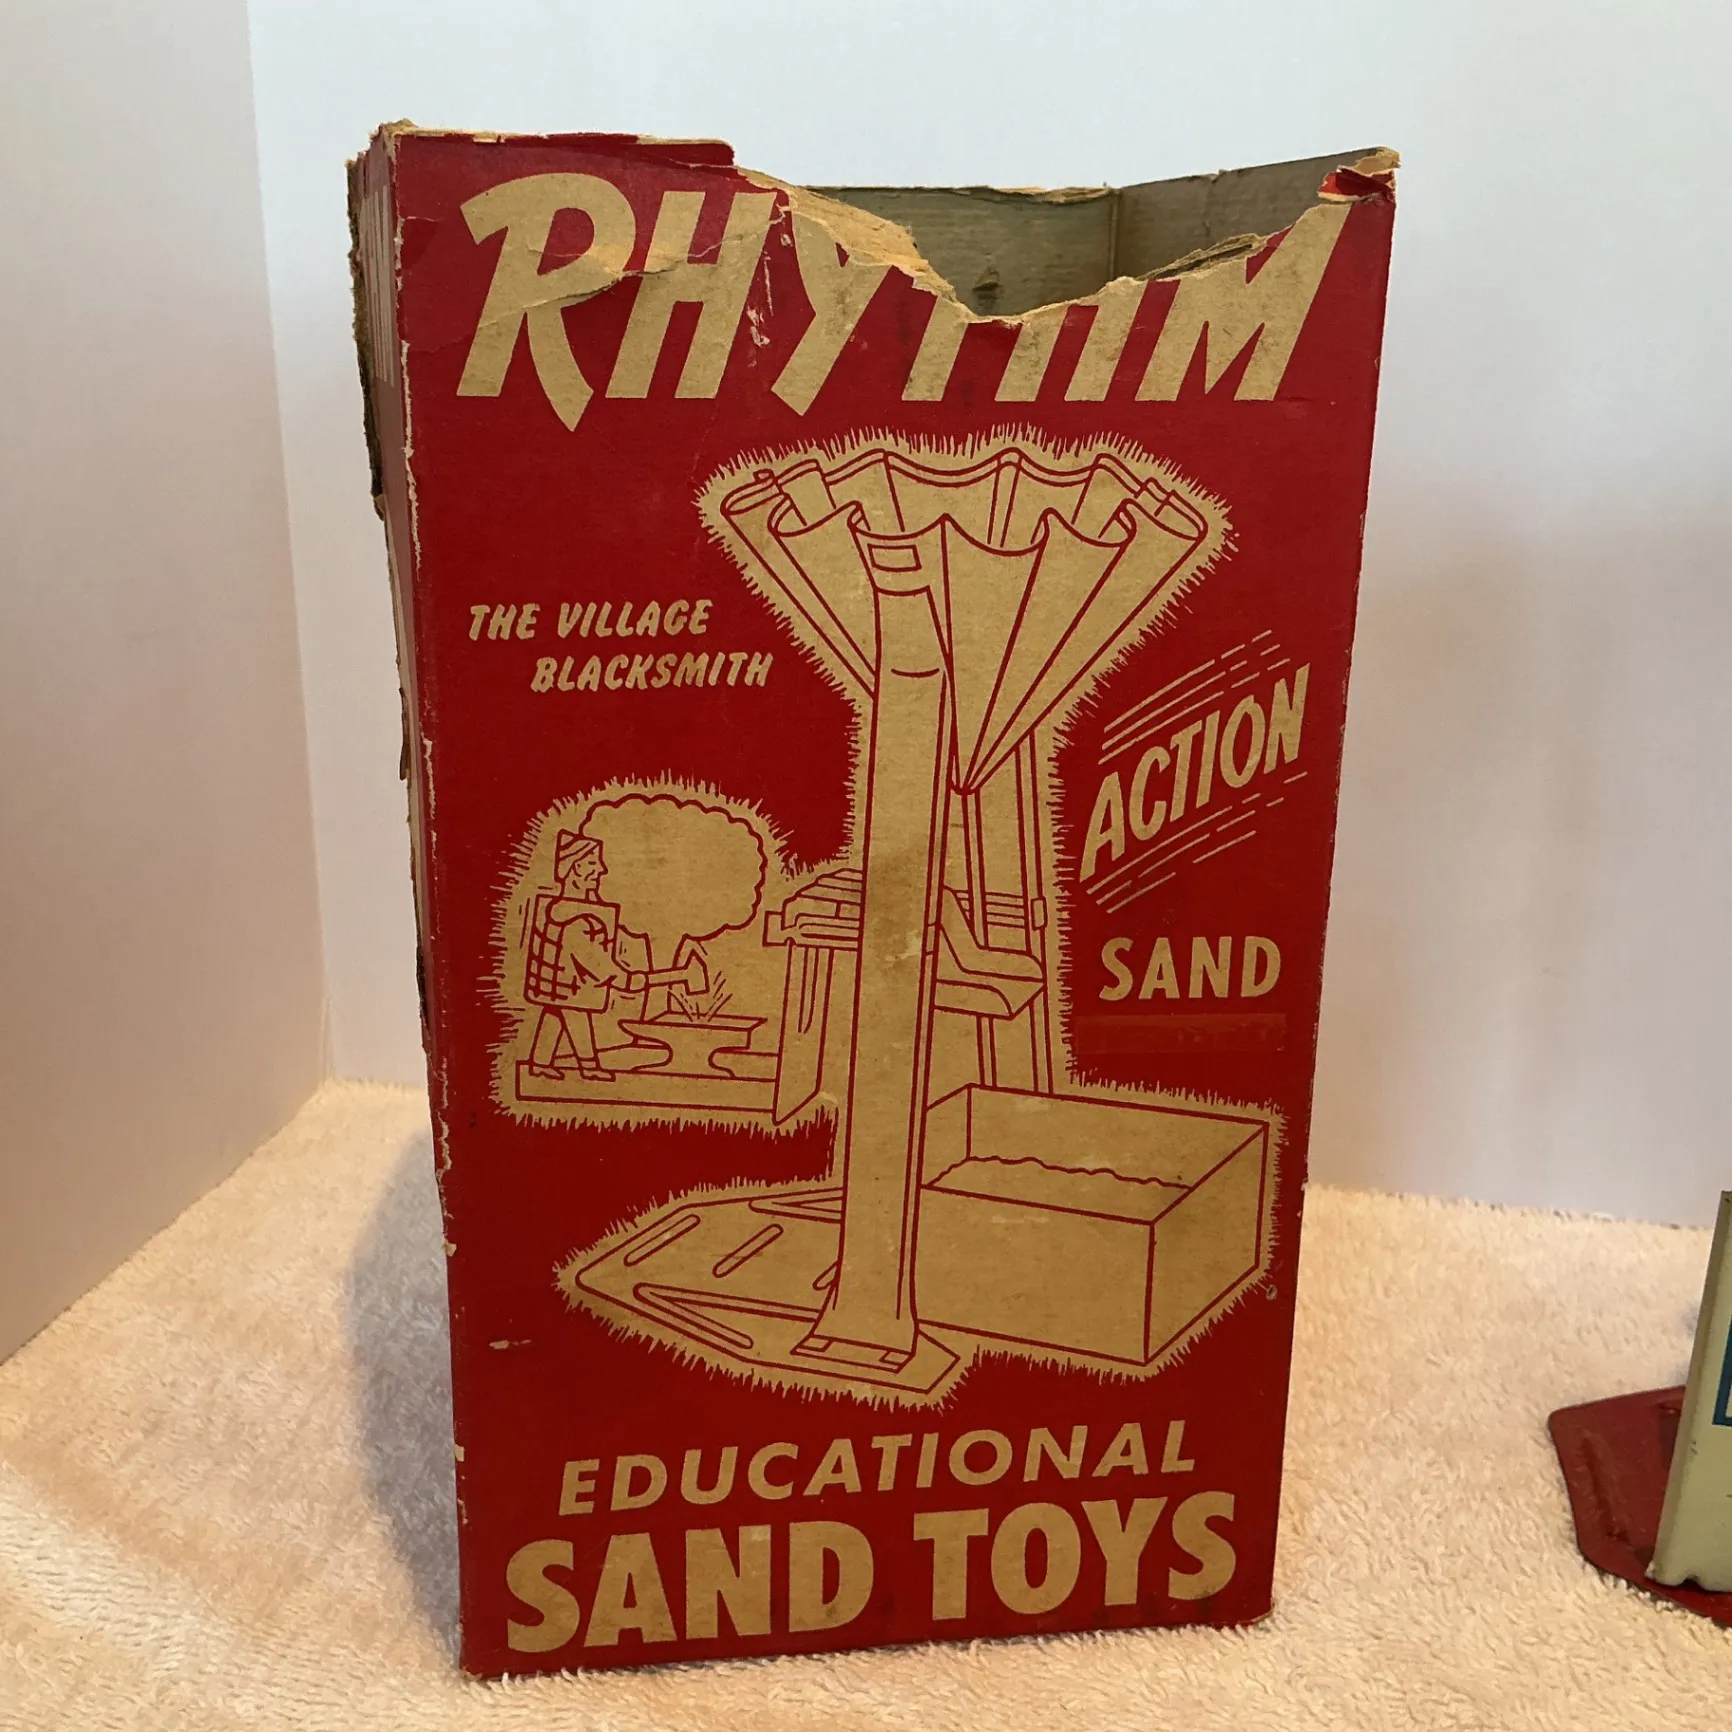 RHYTHM
THE VILLAGE
BLACKSMITH
ACTION
SAND
EDUCATIONAL
SAND TOYS